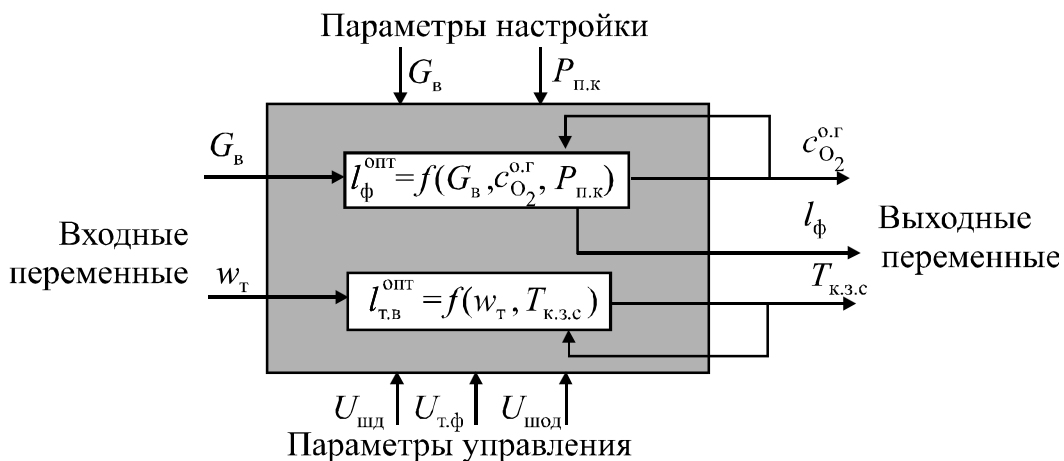 Параметры настройки
G_в P_п.к
G_в
l_ф^опт = f(G_в, c_O₂^о.г, P_п.к)
c_O₂^о.г
l_ф
Входные
переменные
Выходные
переменные
w_т
l_т.в^опт = f(w_т, T_к.з.с)
T_к.з.с
U_шд U_т.ф U_шод
Параметры управления